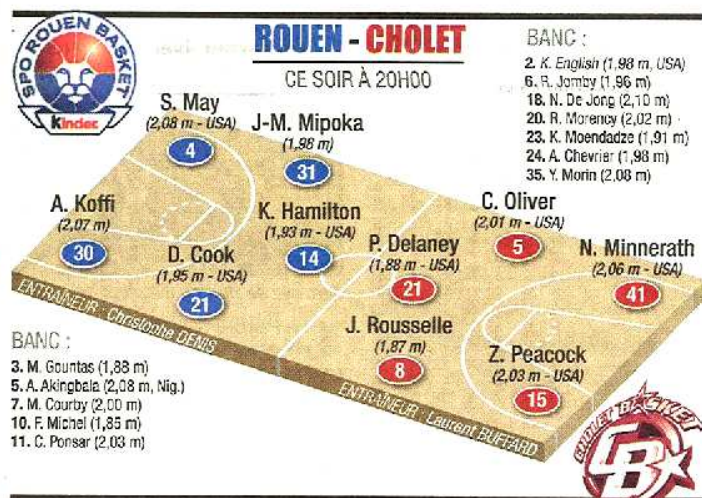 SPO ROUEN BASKET
Kinder
ROUEN - CHOLET
CE SOIR À 20H00
BANC :
2. K. English (1,98 m, USA)
6. R. Jomby (1,96 m)
18. N. De Jong (2,10 m)
20. R. Morency (2,02 m)
23. K. Moendadze (1,91 m)
24. A. Chevrier (1,98 m)
35. Y. Morin (2,08 m)
S. May
(2,08 m - USA)
4
J-M. Mipoka
(1,98 m)
31
A. Koffi
(2,07 m)
30
K. Hamilton
(1,93 m - USA)
14
D. Cook
(1,95 m - USA)
21
C. Oliver
(2,01 m - USA)
5
P. Delaney
(1,88 m - USA)
21
N. Minnerath
(2,06 m - USA)
41
J. Rousselle
(1,87 m)
8
Z. Peacock
(2,03 m - USA)
15
ENTRAÎNEUR : Christophe DENIS
ENTRAÎNEUR : Laurent BUFFARD
BANC :
3. M. Gountas (1,88 m)
5. A. Akingbala (2,08 m, Nig.)
7. M. Courby (2,00 m)
10. F. Michel (1,85 m)
11. C. Ponsar (2,03 m)
CHOLET BASKET
CB